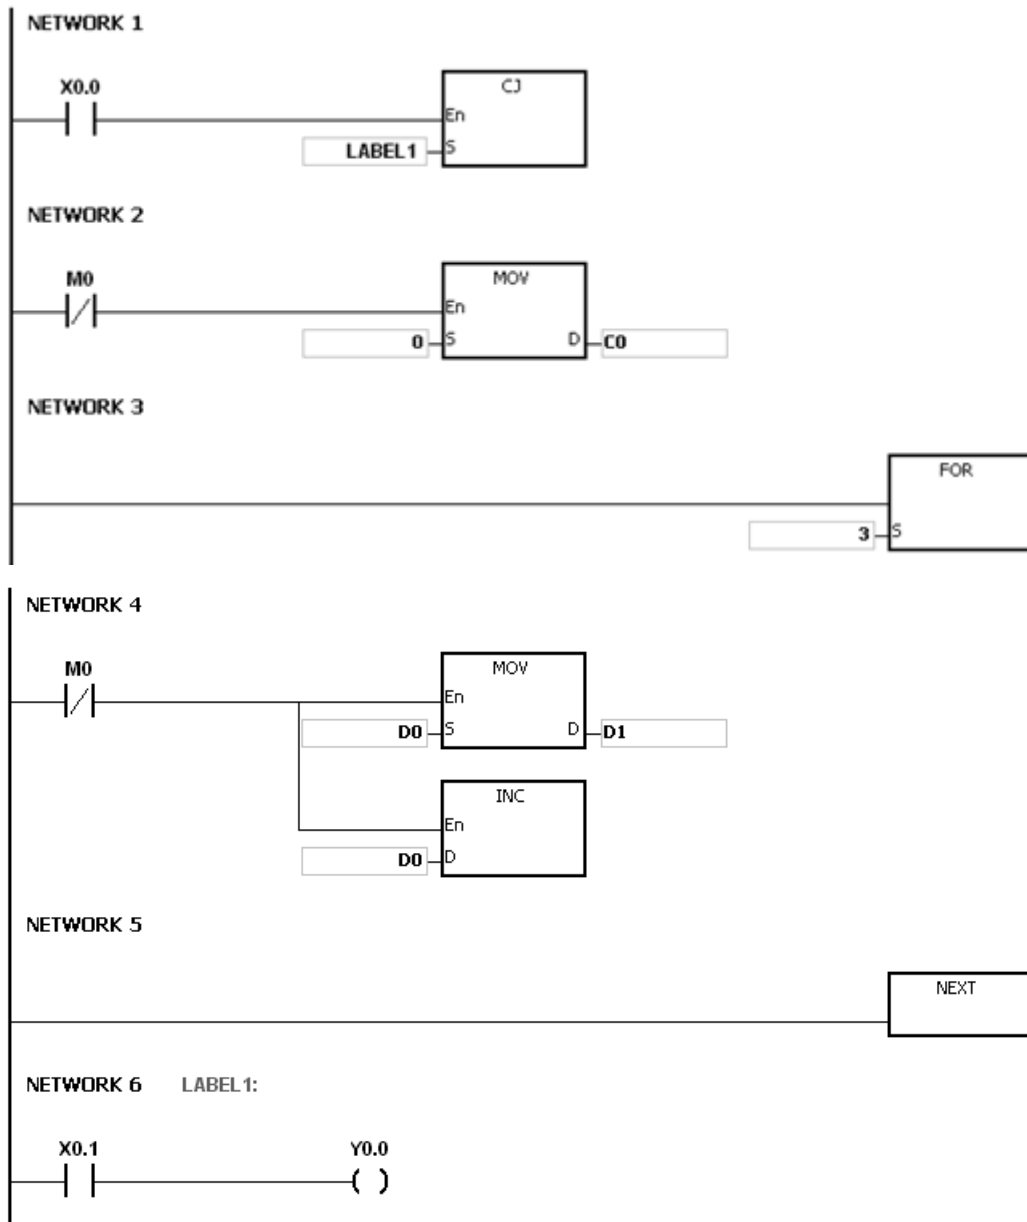 NETWORK 1
X0.0
CJ
En
LABEL1 S
NETWORK 2
M0
MOV
En
0 S D C0
NETWORK 3
FOR
3 S
NETWORK 4
M0
MOV
En
D0 S D D1
INC
En
D0 D
NETWORK 5
NEXT
NETWORK 6 LABEL1:
X0.1 Y0.0